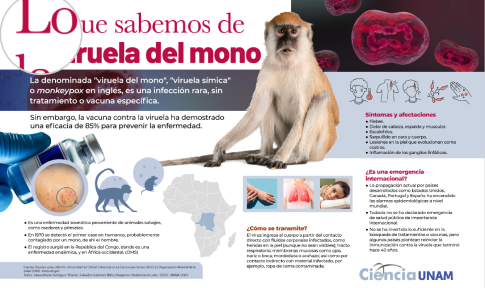 Lo que sabemos de
viruela del mono
La denominada "viruela del mono", "viruela símica"
o monkeypox en inglés, es una infección rara, sin
tratamiento o vacuna específica.
Sin embargo, la vacuna contra la viruela ha demostrado
una eficacia de 85% para prevenir la enfermedad.
Síntomas y afectaciones
• Fiebre.
• Dolor de cabeza, espalda y muscular.
• Escalofríos.
• Sarpullido en cara y cuerpo.
• Lesiones en la piel que evolucionan como
costras.
• Inflamación de los ganglios linfáticos.
¿Es una emergencia
internacional?
• La propagación actual por países
desarrollados como Estados Unidos,
Canadá, Portugal y España, ha encendido
las alarmas epidemiológicas a nivel
mundial.
• Todavía no se ha declarado emergencia
de salud pública de importancia
internacional.
• No se ha invertido lo suficiente en la
búsqueda de tratamientos o vacunas, pero
algunos países plantean reiniciar la
inmunización contra la viruela que terminó
hace 40 años.
• Es una enfermedad zoonótica proveniente de animales salvajes,
como roedores y primates.
• En 1970 se detectó el primer caso en humanos, probablemente
contagiado por un mono, de ahí el nombre.
• El registro surgió en la República del Congo, donde es una
enfermedad endémica, y en África occidental. (OMS)
¿Cómo se transmite?
El virus ingresa al cuerpo a partir del contacto
directo con fluidos corporales infectados, como
heridas en la piel (aunque no sean visibles); tracto
respiratorio; membranas mucosas como ojos,
nariz o boca; mordedura o arañazo; así como por
contacto indirecto con material infectado, por
ejemplo, ropa de cama contaminada.
Ciencia UNAM